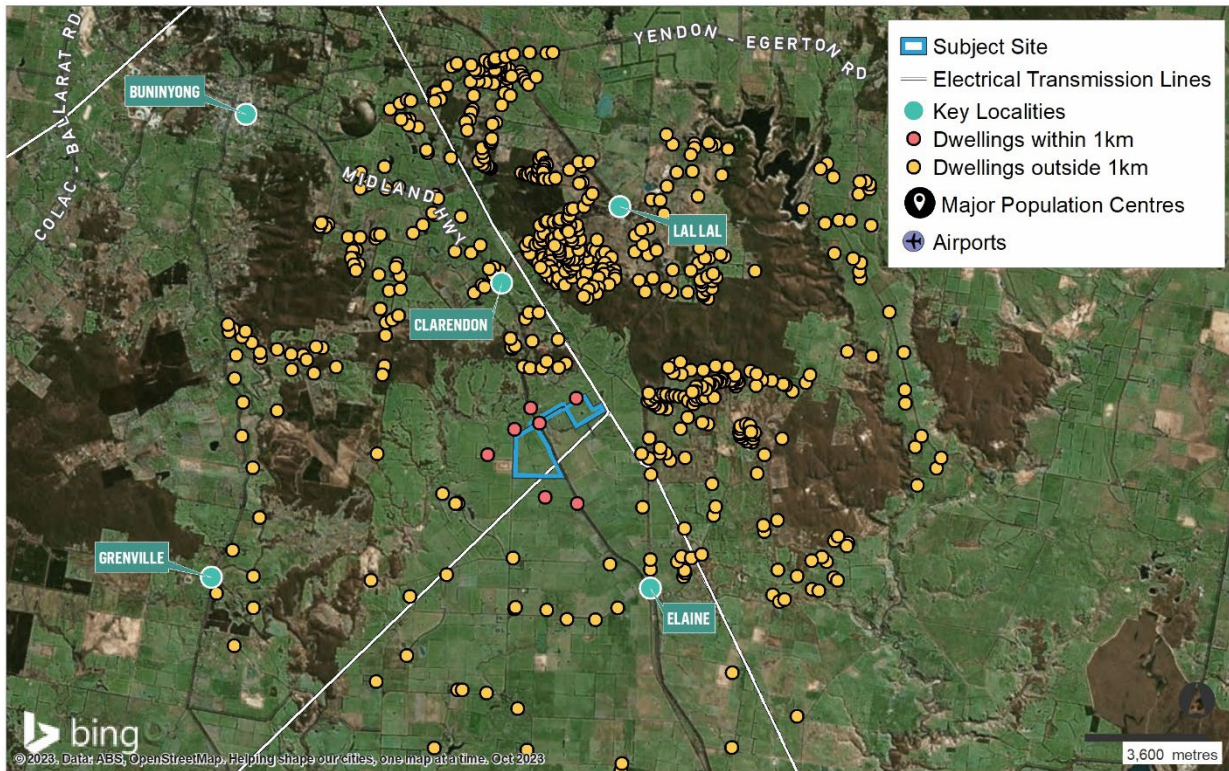 YENDON - EGERTON RD
COLAC - BALLARAT RD
BUNINYONG
MIDLAND HWY
LAL LAL
CLARENDON
GRENVILLE
ELAINE
Subject Site
Electrical Transmission Lines
Key Localities
Dwellings within 1km
Dwellings outside 1km
Major Population Centres
Airports
bing
© 2023, Data: ABS, OpenStreetMap, Helping shape our cities, one map at a time. Oct 2023
3,600 metres